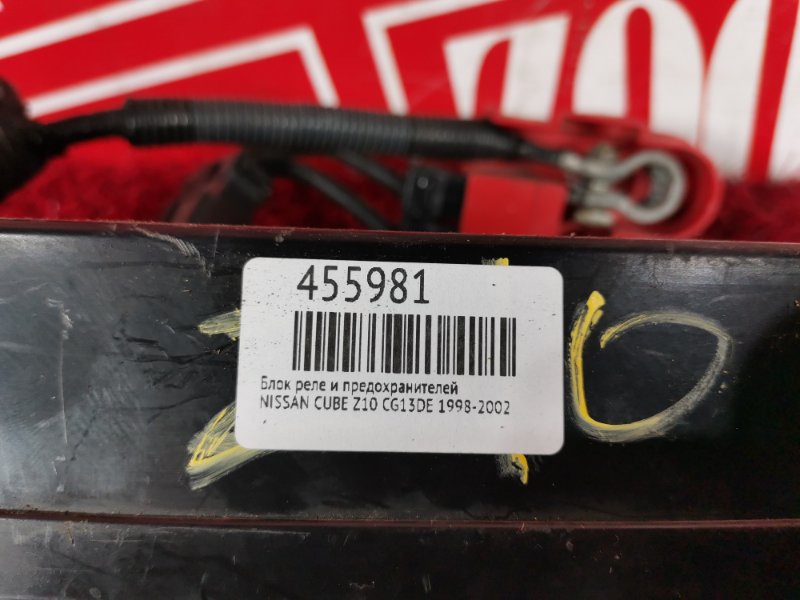 455981
Блок реле и предохранителей
NISSAN CUBE Z10 CG13DE 1998-2002